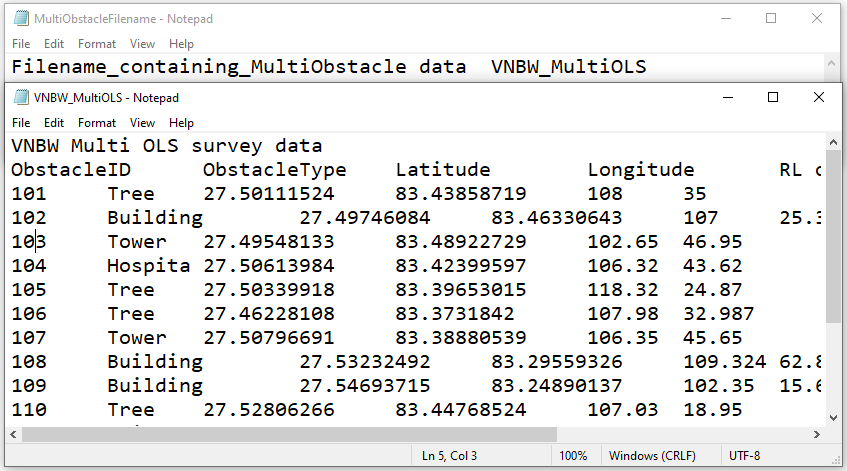 MultiObstacleFilename - Notepad
File Edit Format View Help
Filename_containing_MultiObstacle data VNBW_MultiOLS
VNBW_MultiOLS - Notepad
File Edit Format View Help
VNBW Multi OLS survey data
ObstacleID ObstacleType Latitude Longitude RL
101 Tree 27.50111524 83.43858719 108 35
102 Building 27.49746084 83.46330643 107 25.3
103 Tower 27.49548133 83.48922729 102.65 46.95
104 Hospita 27.50613984 83.42399597 106.32 43.62
105 Tree 27.50339918 83.39653015 118.32 24.87
106 Tree 27.46228108 83.3731842 107.98 32.987
107 Tower 27.50796691 83.38880539 106.35 45.65
108 Building 27.53232492 83.29559326 109.324 62.8
109 Building 27.54693715 83.24890137 102.35 15.6
110 Tree 27.52806266 83.44768524 107.03 18.95
Ln 5, Col 3 100% Windows (CRLF) UTF-8